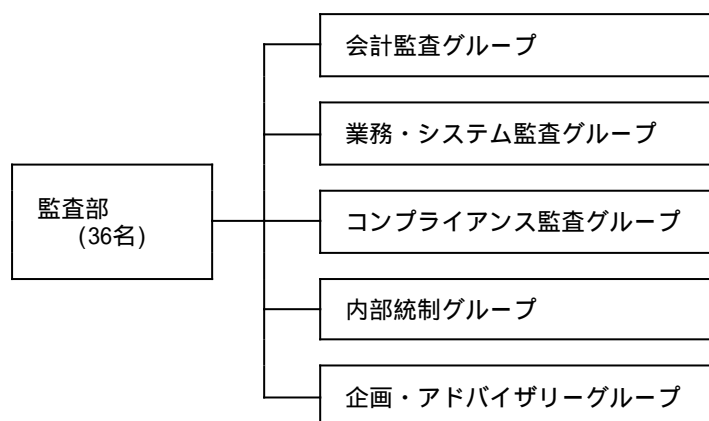 会計監査グループ
業務・システム監査グループ
監査部
(36名)
コンプライアンス監査グループ
内部統制グループ
企画・アドバイザリーグループ